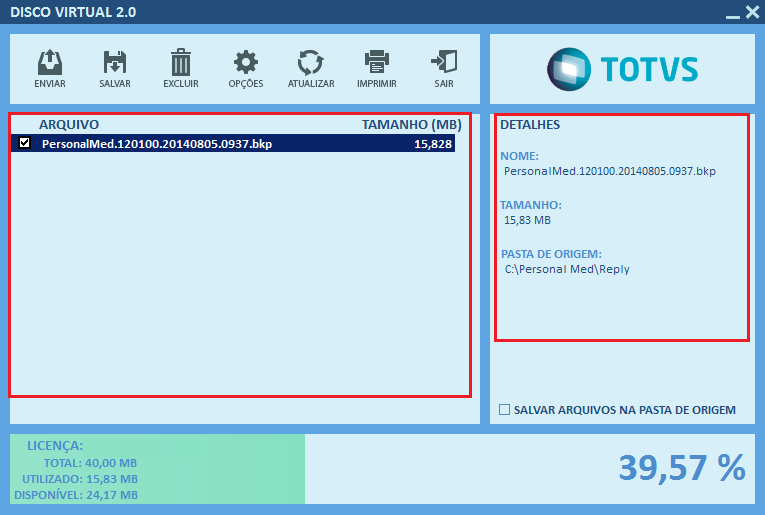 DISCO VIRTUAL 2.0
ENVIAR SALVAR EXCLUIR OPÇÕES ATUALIZAR IMPRIMIR SAIR
TOTVS
ARQUIVO TAMANHO (MB)
PersonalMed.120100.20140805.0937.bkp 15,828
DETALHES
NOME:
PersonalMed.120100.20140805.0937.bkp
TAMANHO:
15,83 MB
PASTA DE ORIGEM:
C:\Personal Med\Reply
SALVAR ARQUIVOS NA PASTA DE ORIGEM
LICENÇA:
TOTAL: 40,00 MB
UTILIZADO: 15,83 MB
DISPONÍVEL: 24,17 MB
39,57 %